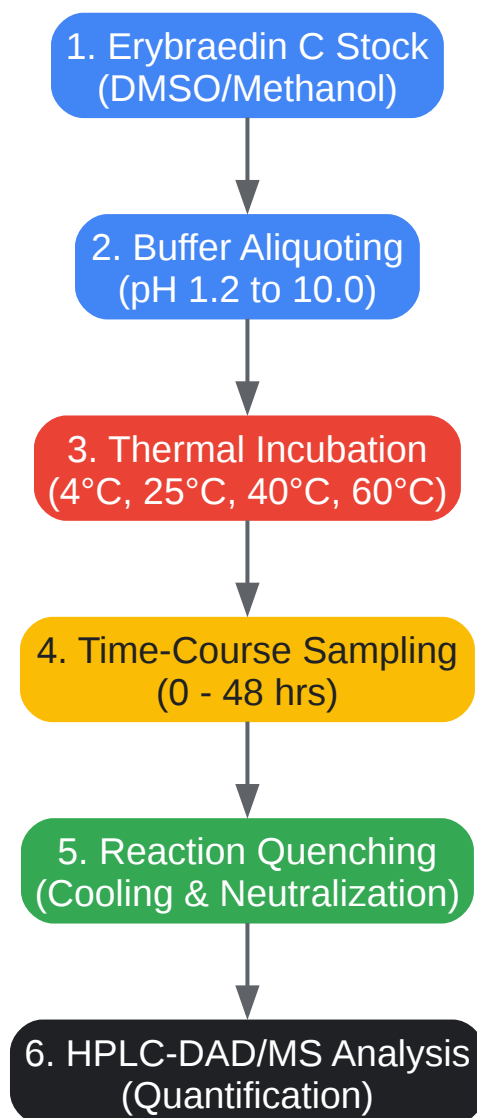 1. Erybraedin C Stock
(DMSO/Methanol)
2. Buffer Aliquoting
(pH 1.2 to 10.0)
3. Thermal Incubation
(4°C, 25°C, 40°C, 60°C)
4. Time-Course Sampling
(0 - 48 hrs)
5. Reaction Quenching
(Cooling & Neutralization)
6. HPLC-DAD/MS Analysis
(Quantification)